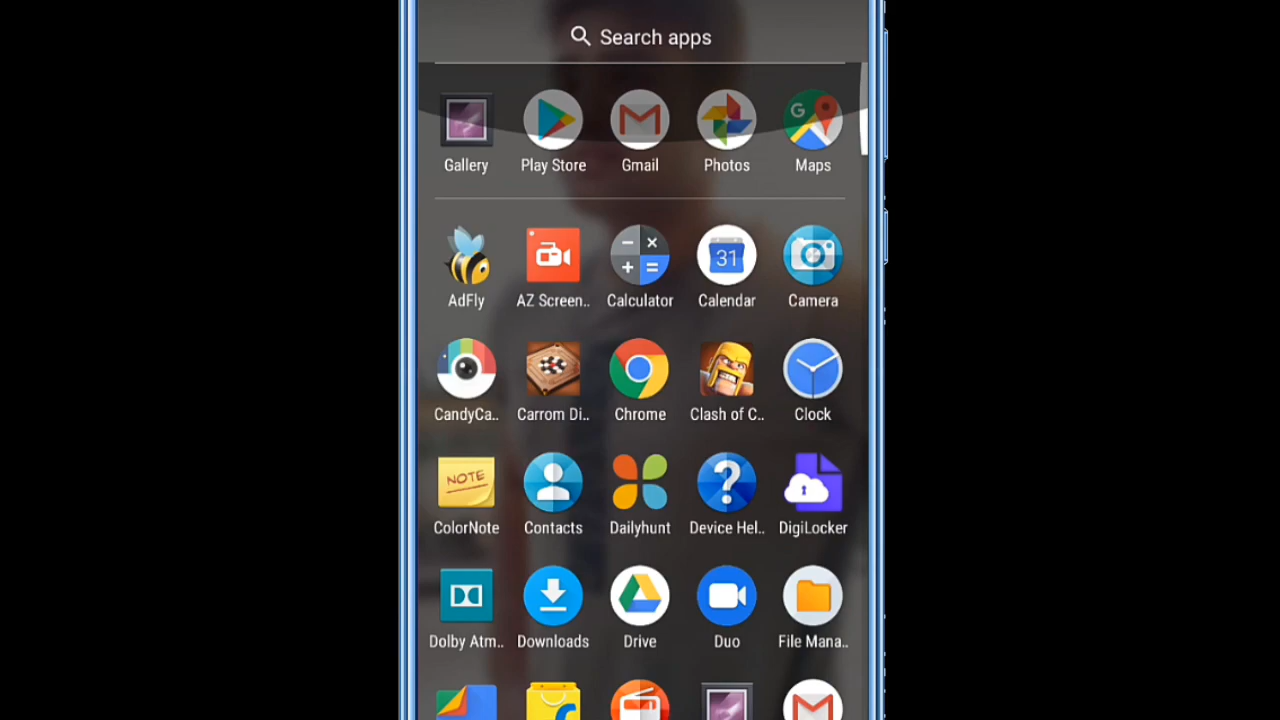 Search apps
Gallery Play Store Gmail Photos Maps
31
AdFly AZ Screen.. Calculator Calendar Camera
CandyCa.. Carrom Di.. Chrome Clash of C.. Clock
NOTE
ColorNote Contacts Dailyhunt Device Hel.. DigiLocker
Dolby Atm.. Downloads Drive Duo File Mana..